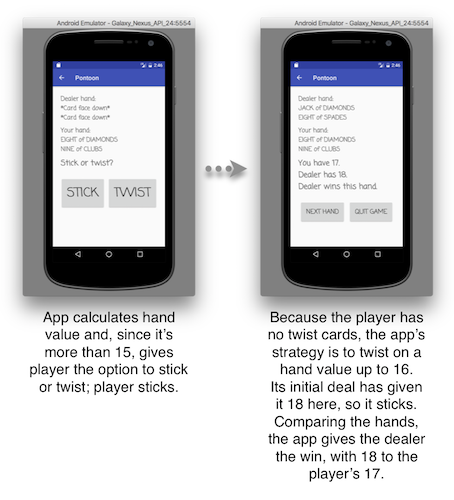 Android Emulator - Galaxy_Nexus_API_24:5554
2:46
Pontoon
Dealer hand:
*Card face down*
*Card face down*
Your hand:
EIGHT of DIAMONDS
NINE of CLUBS
Stick or twist?
STICK TWIST
App calculates hand
value and, since it's
more than 15, gives
player the option to stick
or twist; player sticks.
Android Emulator - Galaxy_Nexus_API_24:5554
2:46
Pontoon
Dealer hand:
JACK of DIAMONDS
EIGHT of SPADES
Your hand:
EIGHT of DIAMONDS
NINE of CLUBS
You have 17.
Dealer has 18.
Dealer wins this hand.
NEXT HAND QUIT GAME
Because the player has
no twist cards, the app's
strategy is to twist on a
hand value up to 16.
Its initial deal has given
it 18 here, so it sticks.
Comparing the hands,
the app gives the dealer
the win, with 18 to the
player's 17.